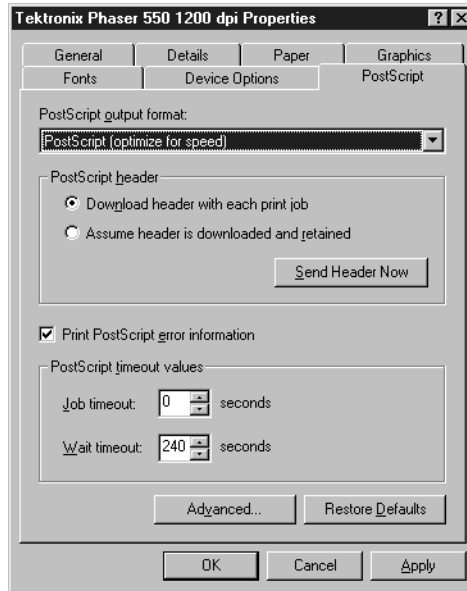 Tektronix Phaser 550 1200 dpi Properties
General Details Paper Graphics
Fonts Device Options PostScript
PostScript output format:
PostScript (optimize for speed)
PostScript header
Download header with each print job
Assume header is downloaded and retained
Send Header Now
Print PostScript error information
PostScript timeout values
Job timeout: 0 seconds
Wait timeout: 240 seconds
Advanced... Restore Defaults
OK Cancel Apply